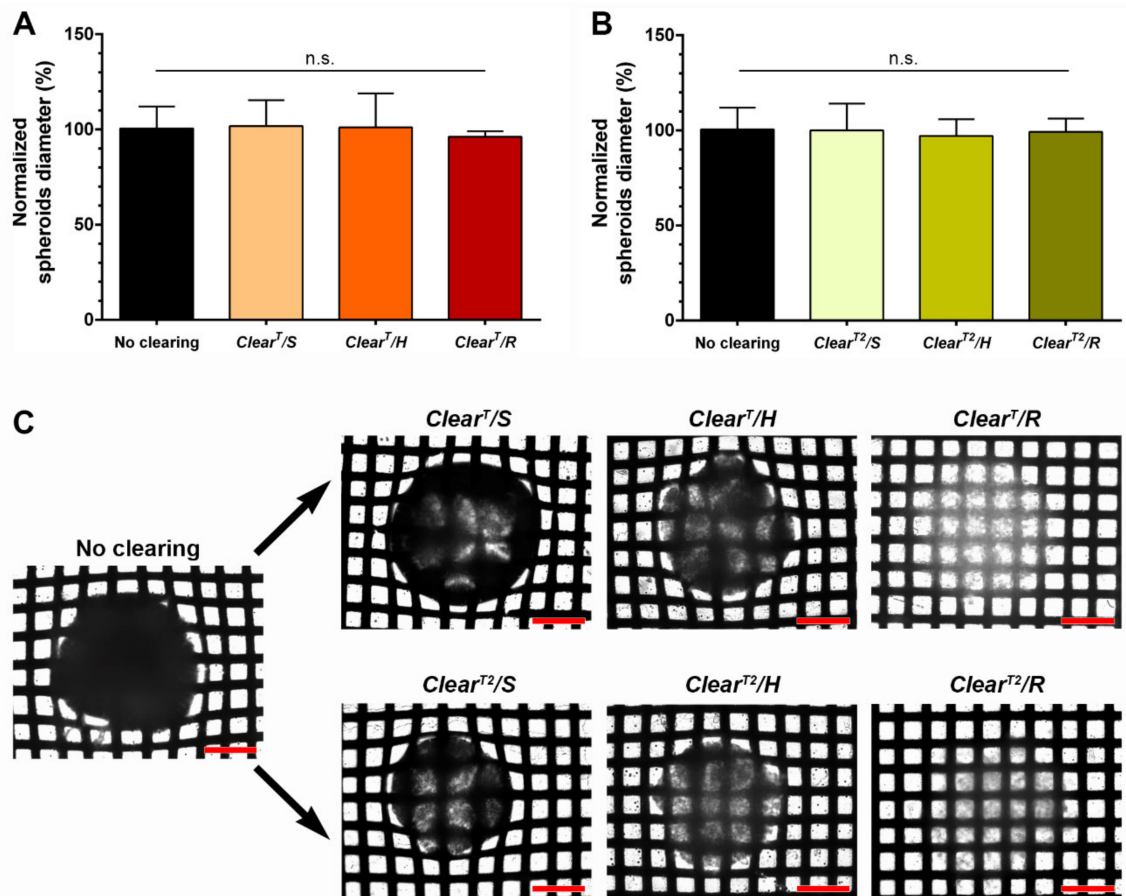 A
Normalized
spheroids diameter (%)
150
100
50
0
n.s.
No clearing
Clear^T/S
Clear^T/H
Clear^T/R
B
Normalized
spheroids diameter (%)
150
100
50
0
n.s.
No clearing
Clear^T2/S
Clear^T2/H
Clear^T2/R
C
No clearing
Clear^T/S
Clear^T/H
Clear^T/R
Clear^T2/S
Clear^T2/H
Clear^T2/R